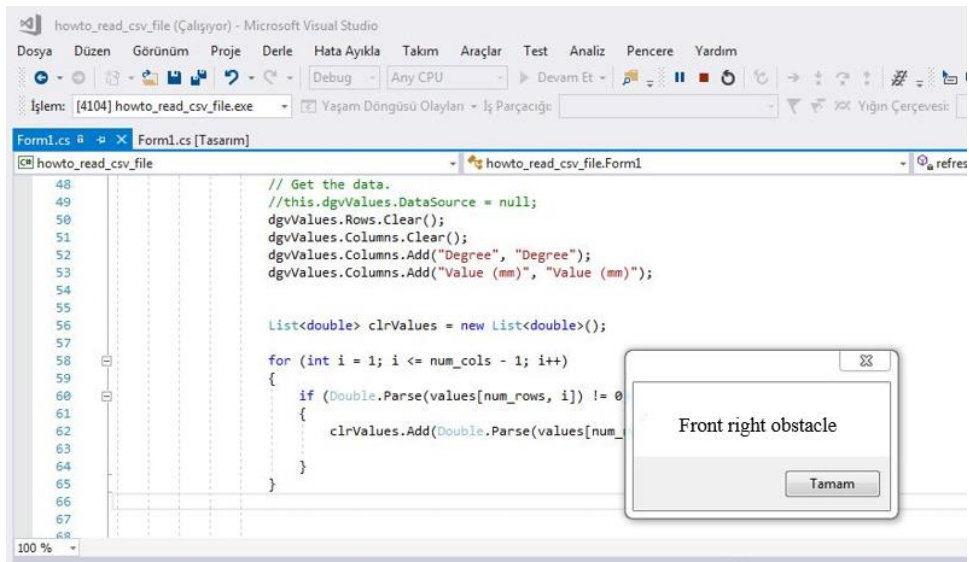 howto_read_csv_file (Çalışıyor) - Microsoft Visual Studio
Dosya Düzen Görünüm Proje Derle Hata Ayıkla Takım Araçlar Test Analiz Pencere Yardım
Debug Any CPU Devam Et
İşlem: [4104] howto_read_csv_file.exe Yaşam Döngüsü Olayları İş Parçacığı: Yığın Çerçevesi:
Form1.cs Form1.cs [Tasarım]
C# howto_read_csv_file howto_read_csv_file.Form1 refres
48 // Get the data.
49 //this.dgvValues.DataSource = null;
50 dgvValues.Rows.Clear();
51 dgvValues.Columns.Clear();
52 dgvValues.Columns.Add("Degree", "Degree");
53 dgvValues.Columns.Add("Value (mm)", "Value (mm)");
54
55
56 List<double> clrValues = new List<double>();
57
58 for (int i = 1; i <= num_cols - 1; i++)
59 {
60 if (Double.Parse(values[num_rows, i]) != 0
61 {
62 clrValues.Add(Double.Parse(values[num_
63
64 }
65 }
66
67
68
Front right obstacle
Tamam
100 %